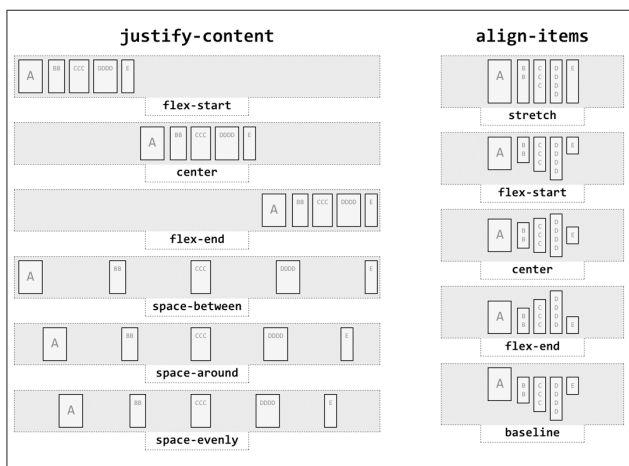 justify-content
A BB CCC DDDD E
flex-start
A BB CCC DDDD E
center
A BB CCC DDDD E
flex-end
A BB CCC DDDD E
space-between
A BB CCC DDDD E
space-around
A BB CCC DDDD E
space-evenly
align-items
A B C D E
B C D
C D
D
stretch
A B C D E
B C D
C D
D
flex-start
A B C D E
B C D
C D
D
center
A B C D E
B C D
C D
D
flex-end
A B C D E
B C D
C D
D
baseline